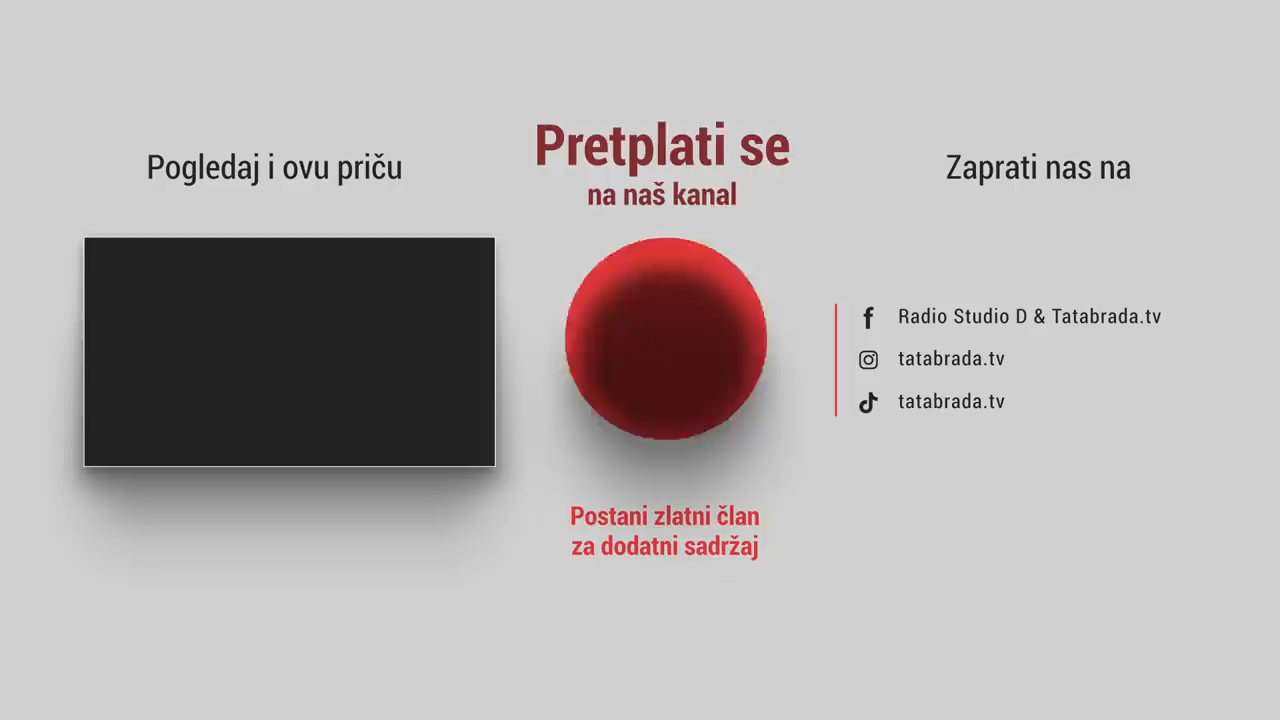 Pogledaj i ovu priču
Pretplati se
na naš kanal
Postani zlatni član
za dodatni sadržaj
Zaprati nas na
Radio Studio D & Tatabrada.tv
tatabrada.tv
tatabrada.tv